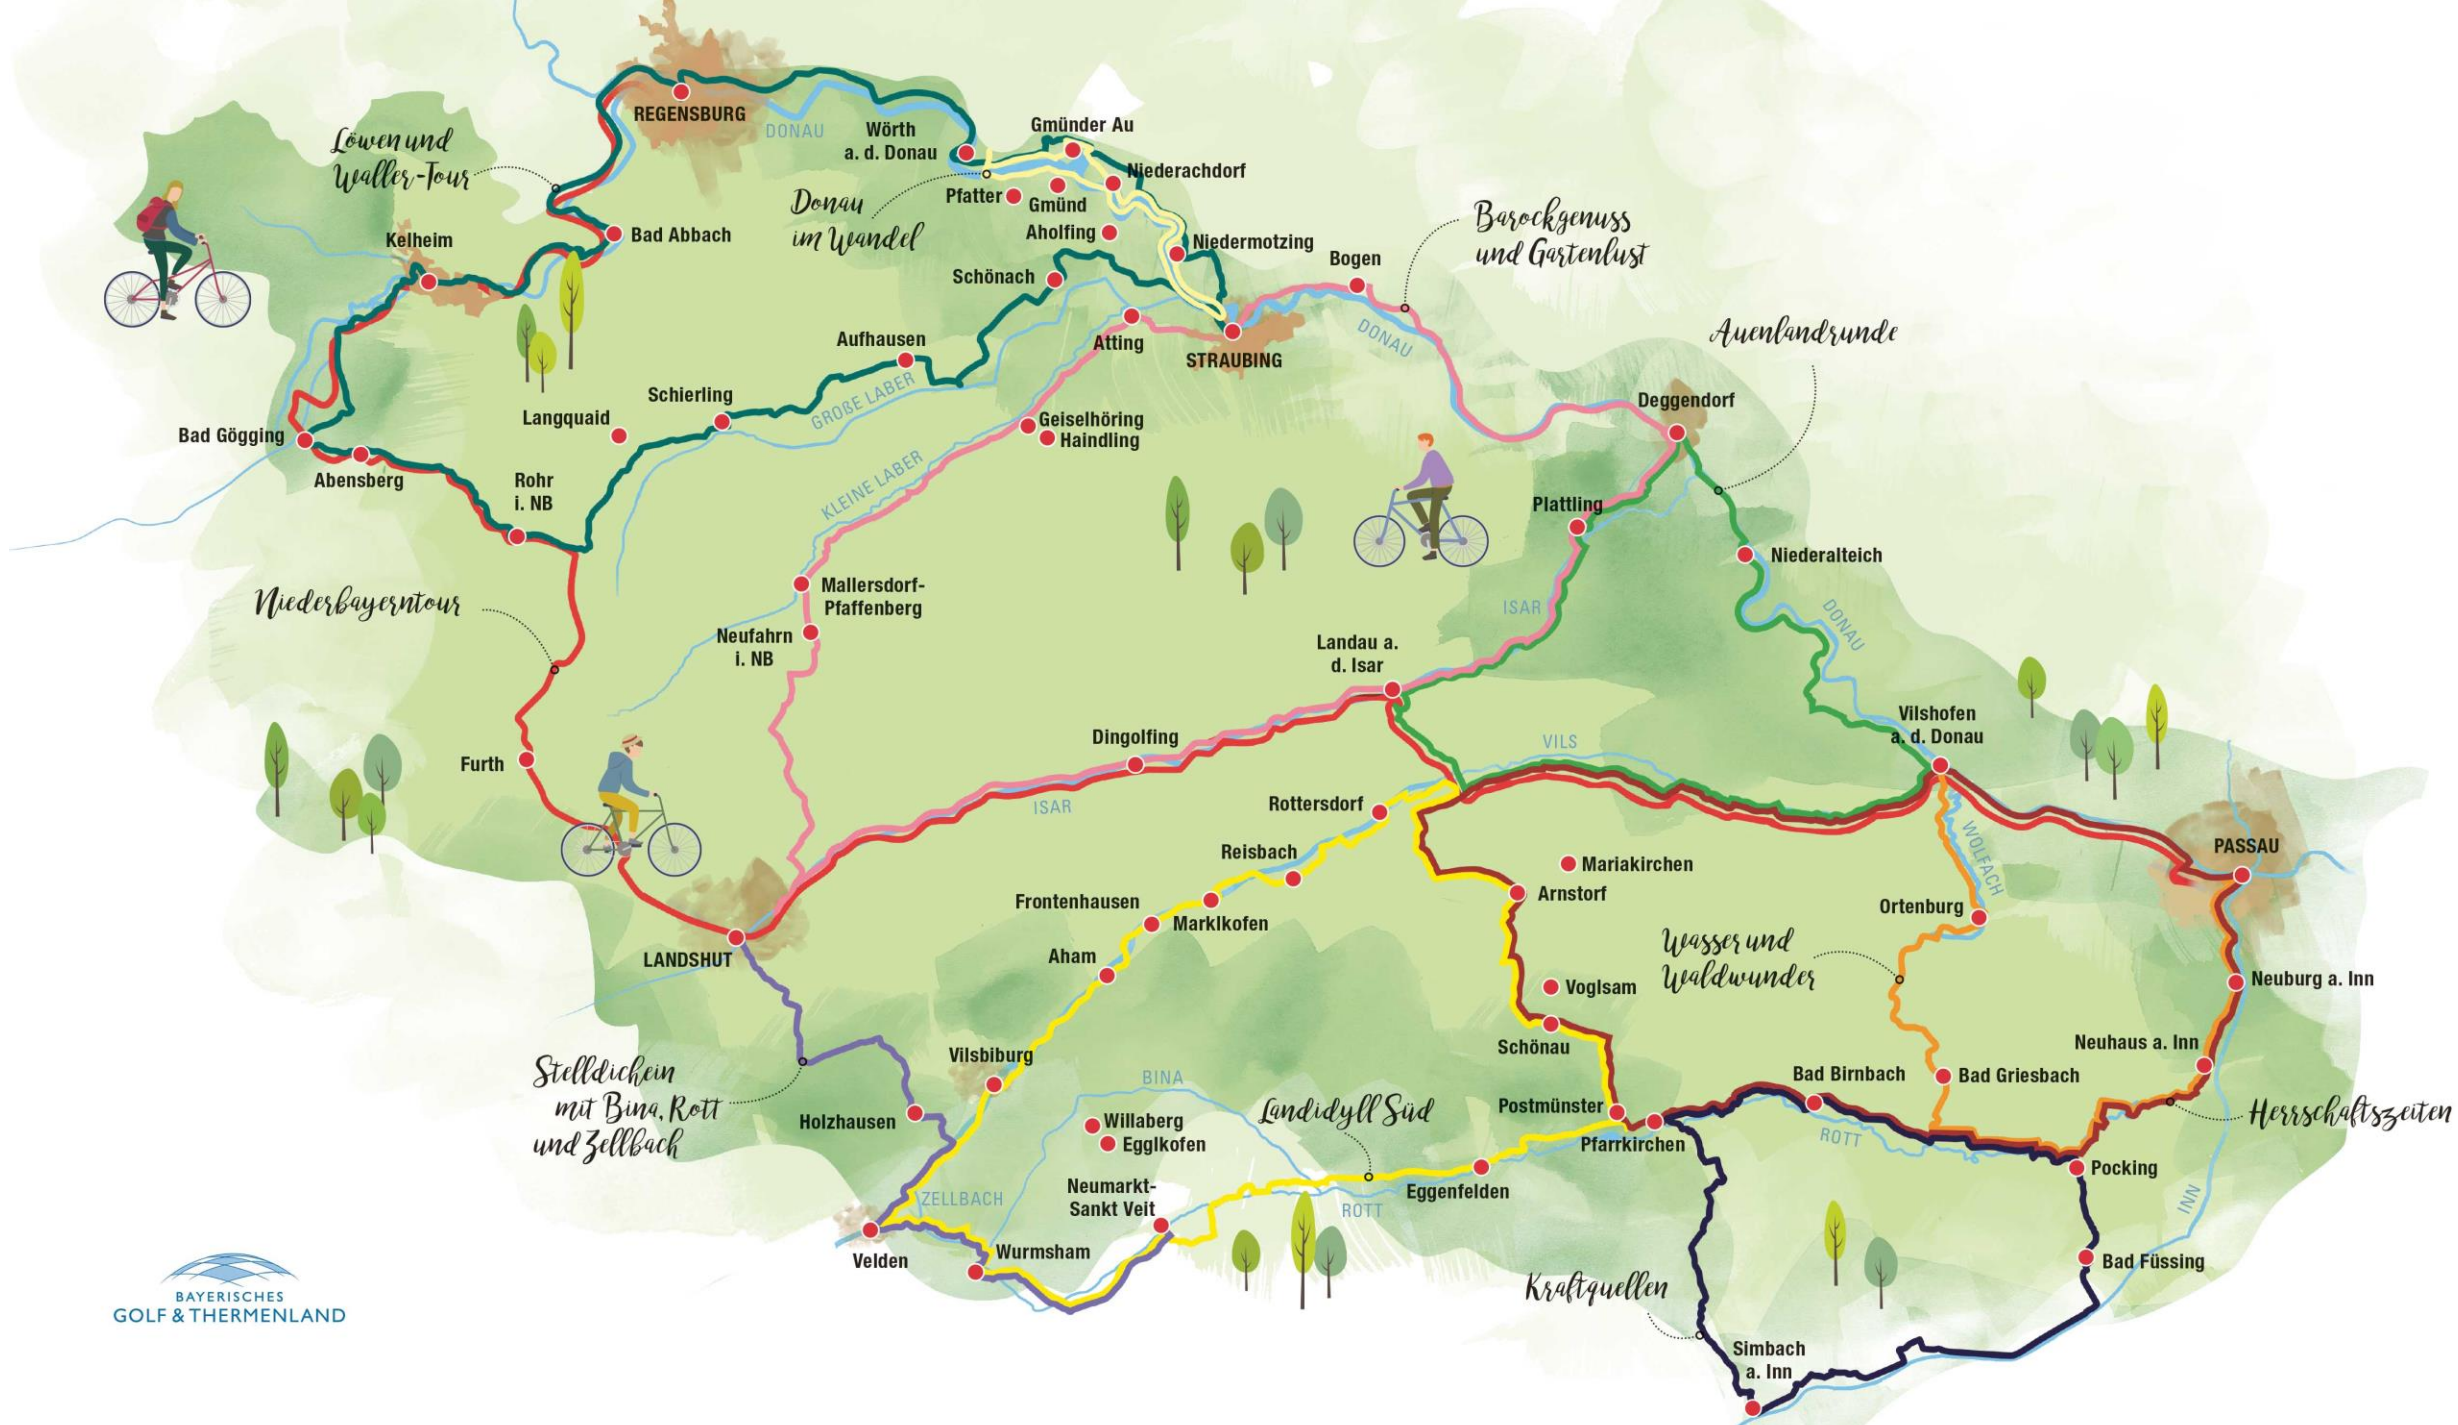 REGENSBURG
DONAU
Wörth
a. d. Donau
Gmünder Au
Niederachdorf
Löwen und
Waller-Tour
Pfatter
Gmünd
Donau
im Wandel
Aholfing
Niedermotzing
Barockgenuss
und Gartenlust
Kelheim
Bad Abbach
Schönach
Bogen
DONAU
Atting
STRAUBING
Auenlandrunde
Aufhausen
GROßE LABER
Schierling
Langquaid
Geiselhöring
Haindling
Deggendorf
Bad Gögging
Abensberg
Rohr
i. NB
KLEINE LABER
Plattling
Niederalteich
Niederbayerntour
Mallersdorf-
Pfaffenberg
ISAR
DONAU
Neufahrn
i. NB
Landau a.
d. Isar
Vilshofen
a. d. Donau
Furth
Dingolfing
VILS
ISAR
Rottersdorf
WOLFACH
PASSAU
Reisbach
Mariakirchen
Arnstorf
Frontenhausen
Marklkofen
Ortenburg
LANDSHUT
Aham
Wasser und
Waldwunder
Voglsam
Neuburg a. Inn
Schönau
Vilsbiburg
Neuhaus a. Inn
Stelldichein
mit Bina, Rott
und Zellbach
BINA
Bad Birnbach
Bad Griesbach
Holzhausen
Willaberg
Egglkofen
Landidyll Süd
Postmünster
Pfarrkirchen
ROTT
Herrschaftszeiten
Pocking
Neumarkt-
Sankt Veit
ZELLBACH
Eggenfelden
ROTT
INN
Velden
Wurmsham
Bad Füssing
Kraftquellen
Simbach
a. Inn
BAYERISCHES
GOLF & THERMENLAND